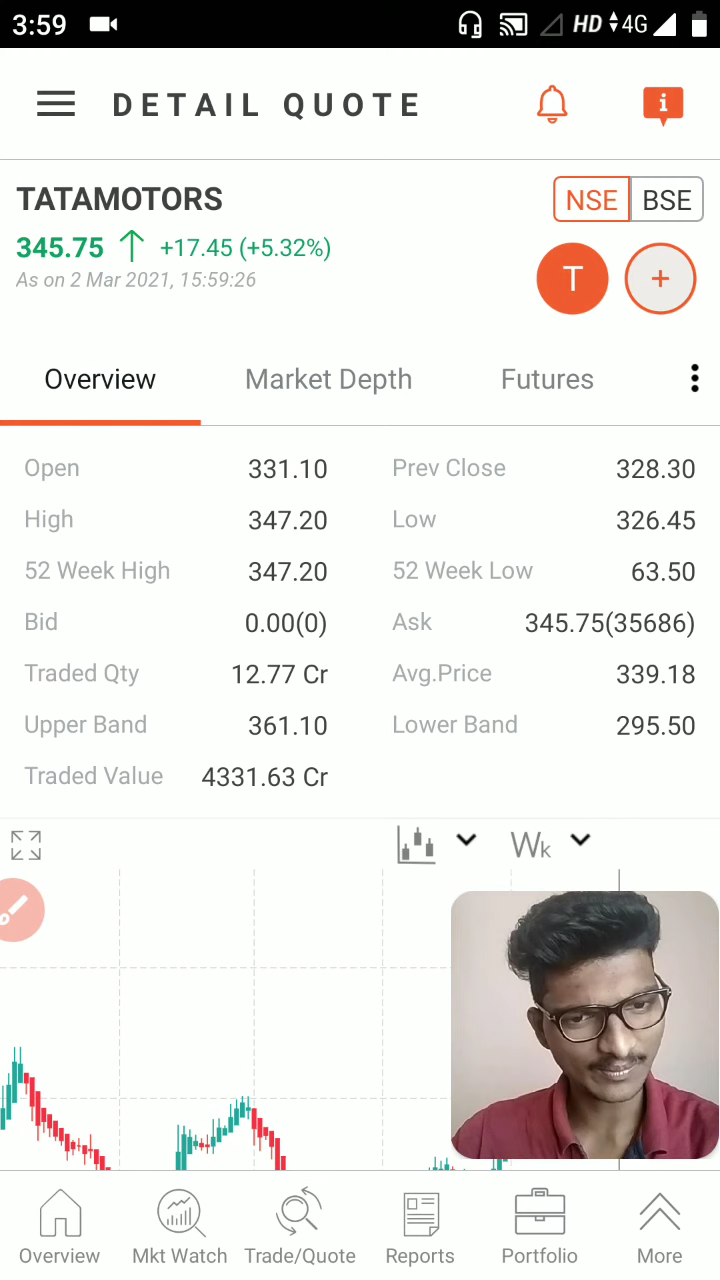 3:59 HD 4G
DETAIL QUOTE
TATAMOTORS NSE BSE
345.75 +17.45 (+5.32%)
As on 2 Mar 2021, 15:59:26
T +
Overview Market Depth Futures
Open 331.10 Prev Close 328.30
High 347.20 Low 326.45
52 Week High 347.20 52 Week Low 63.50
Bid 0.00(0) Ask 345.75(35686)
Traded Qty 12.77 Cr Avg.Price 339.18
Upper Band 361.10 Lower Band 295.50
Traded Value 4331.63 Cr
Wk
Overview Mkt Watch Trade/Quote Reports Portfolio More